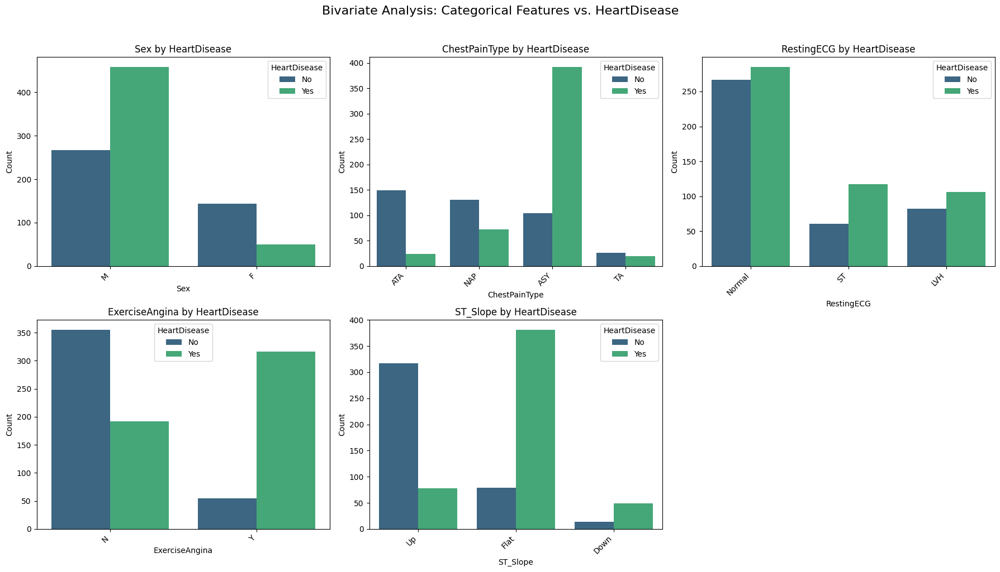 Bivariate Analysis: Categorical Features vs. HeartDisease
Sex by HeartDisease
HeartDisease
No
Yes
400
300
200
100
0
Count
M
F
Sex
ChestPainType by HeartDisease
HeartDisease
No
Yes
400
350
300
250
200
150
100
50
0
Count
ATA
NAP
ASY
TA
ChestPainType
RestingECG by HeartDisease
HeartDisease
No
Yes
250
200
150
100
50
0
Count
Normal
ST
LVH
RestingECG
ExerciseAngina by HeartDisease
HeartDisease
No
Yes
350
300
250
200
150
100
50
0
Count
N
Y
ExerciseAngina
ST_Slope by HeartDisease
HeartDisease
No
Yes
400
350
300
250
200
150
100
50
0
Count
Up
Flat
Down
ST_Slope